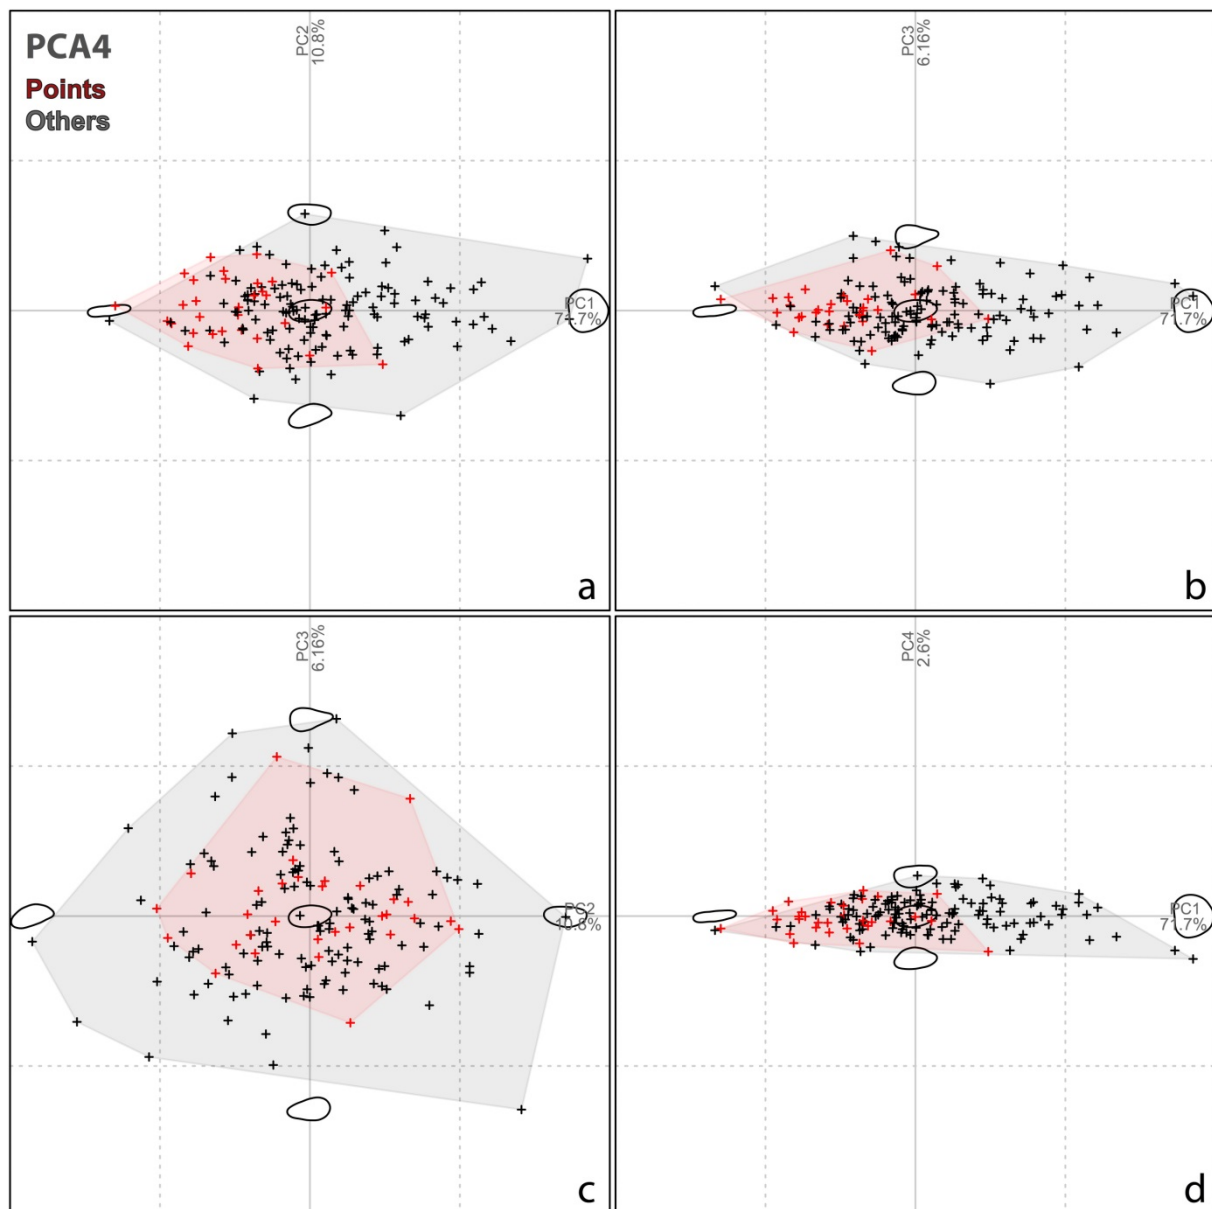 PCA4
Points
Others
PC2
10.8%
PC1
71.7%
a
PC3
6.16%
PC1
71.7%
b
PC3
6.16%
PC2
10.8%
c
PC4
2.6%
PC1
71.7%
d